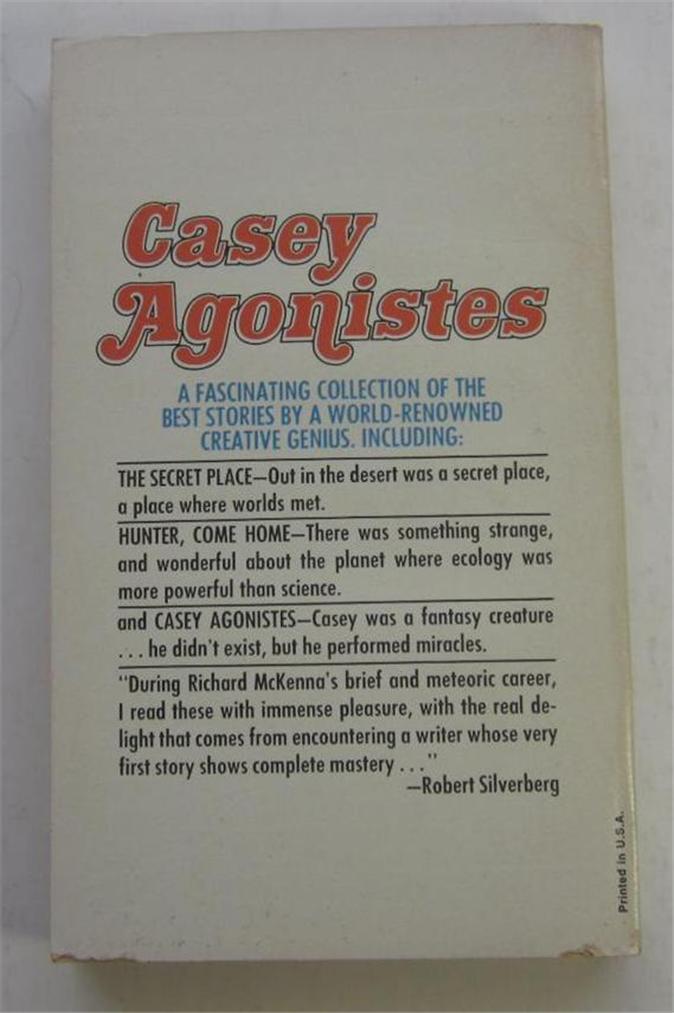 Casey
Agonistes
A FASCINATING COLLECTION OF THE
BEST STORIES BY A WORLD-RENOWNED
CREATIVE GENIUS. INCLUDING:
THE SECRET PLACE—Out in the desert was a secret place,
a place where worlds met.
HUNTER, COME HOME—There was something strange,
and wonderful about the planet where ecology was
more powerful than science.
and CASEY AGONISTES—Casey was a fantasy creature
... he didn't exist, but he performed miracles.
"During Richard McKenna's brief and meteoric career,
I read these with immense pleasure, with the real de-
light that comes from encountering a writer whose very
first story shows complete mastery ..."
—Robert Silverberg
Printed in U.S.A.